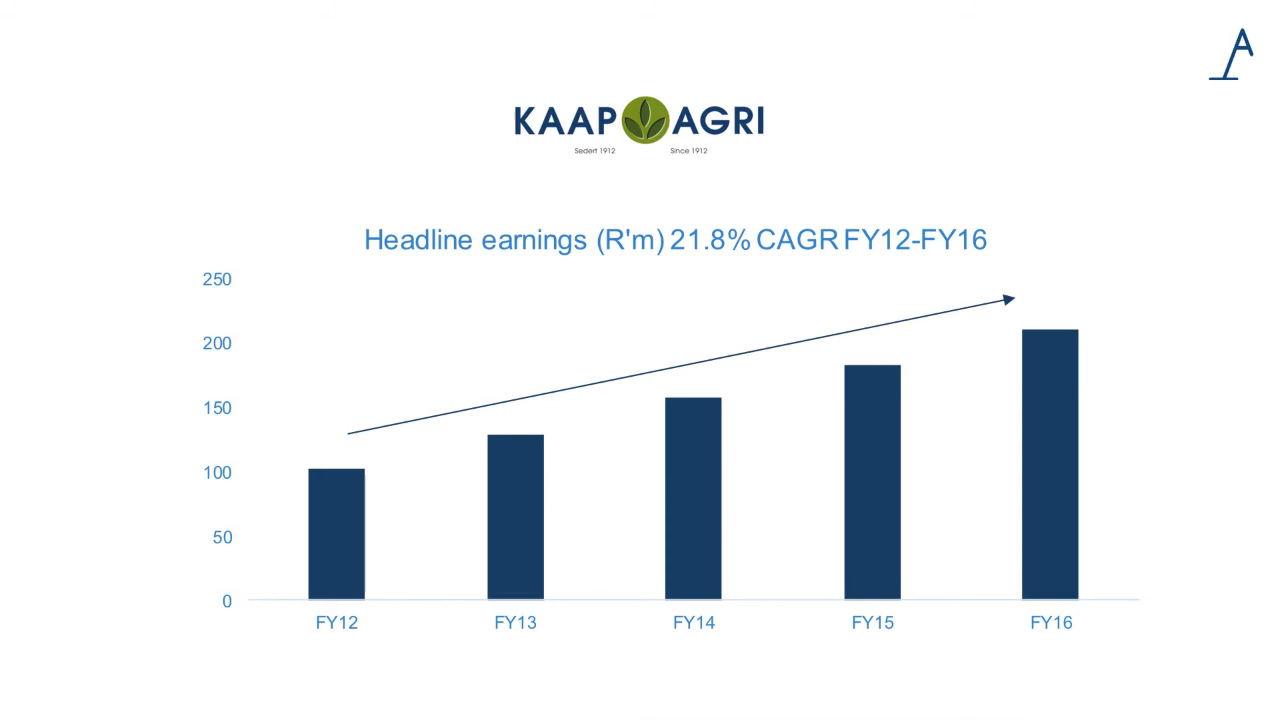 KAAP AGRI
Sedert 1912 Since 1912
Headline earnings (R'm) 21.8% CAGR FY12-FY16
250
200
150
100
50
0
FY12 FY13 FY14 FY15 FY16